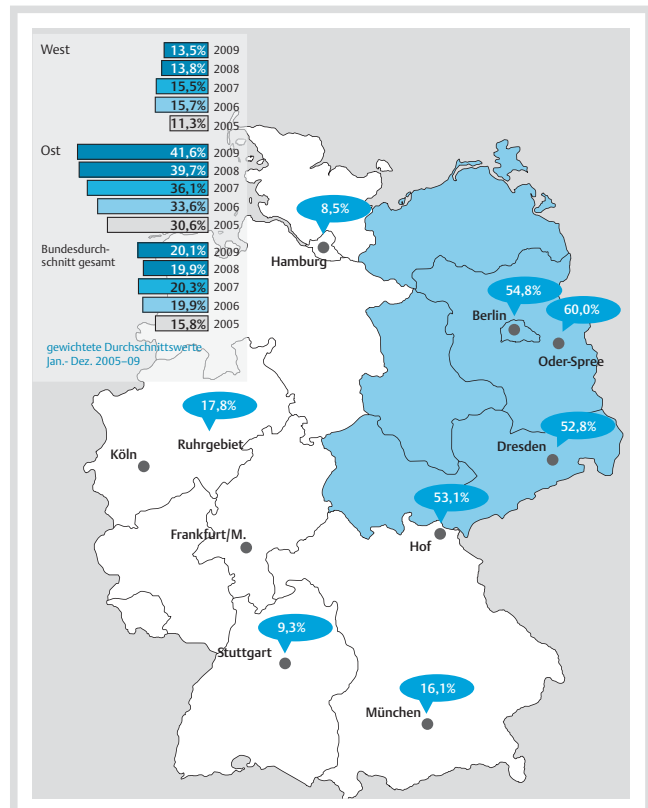 West
13,5% 2009
13,8% 2008
15,5% 2007
15,7% 2006
11,3% 2005
Ost
41,6% 2009
39,7% 2008
36,1% 2007
33,6% 2006
30,6% 2005
Bundesdurch-
schnitt gesamt
20,1% 2009
19,9% 2008
20,3% 2007
19,9% 2006
15,8% 2005
gewichtete Durchschnittswerte
Jan.- Dez. 2005–09
8,5%
Hamburg
54,8%
Berlin
60,0%
Oder-Spree
17,8%
Ruhrgebiet
Köln
52,8%
Dresden
53,1%
Hof
Frankfurt/M.
9,3%
Stuttgart
16,1%
München